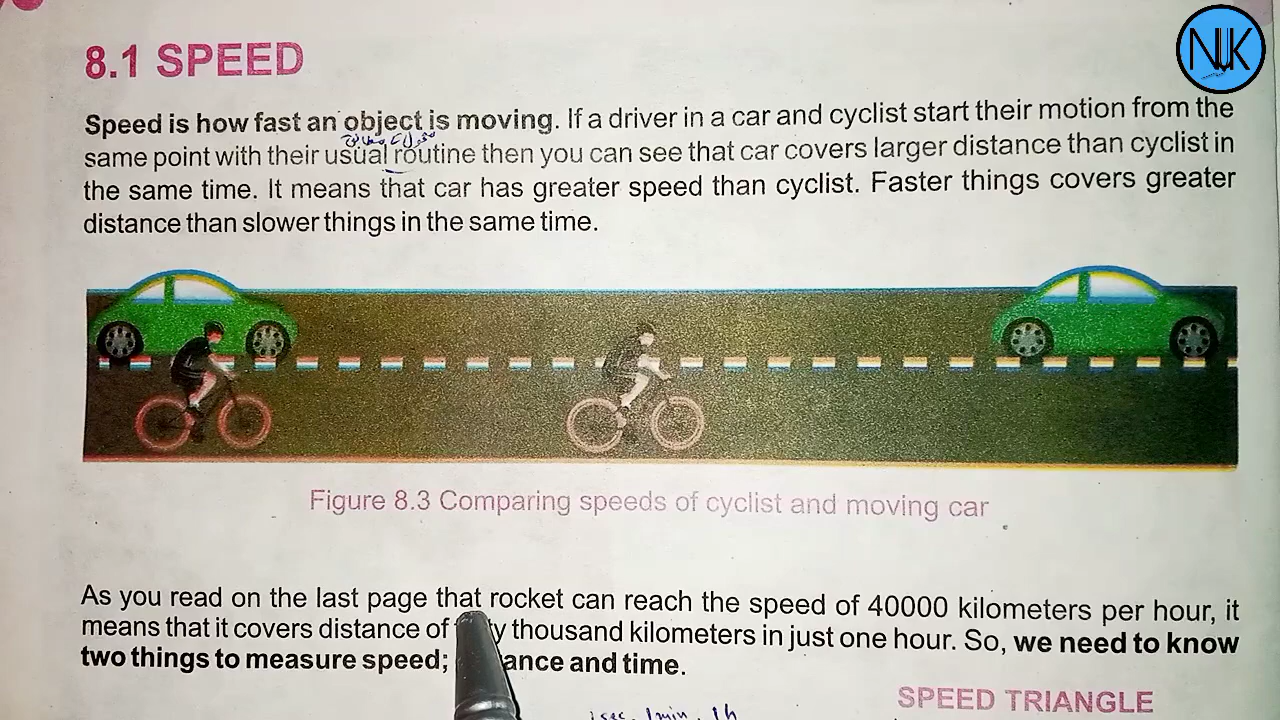 NUK
8.1 SPEED
Speed is how fast an object is moving. If a driver in a car and cyclist start their motion from the
same point with their usual routine then you can see that car covers larger distance than cyclist in
the same time. It means that car has greater speed than cyclist. Faster things covers greater
distance than slower things in the same time.
Figure 8.3 Comparing speeds of cyclist and moving car
As you read on the last page that rocket can reach the speed of 40000 kilometers per hour, it
means that it covers distance of thousand kilometers in just one hour. So, we need to know
two things to measure speed; and time.
SPEED TRIANGLE
1sec, 1min, 1h